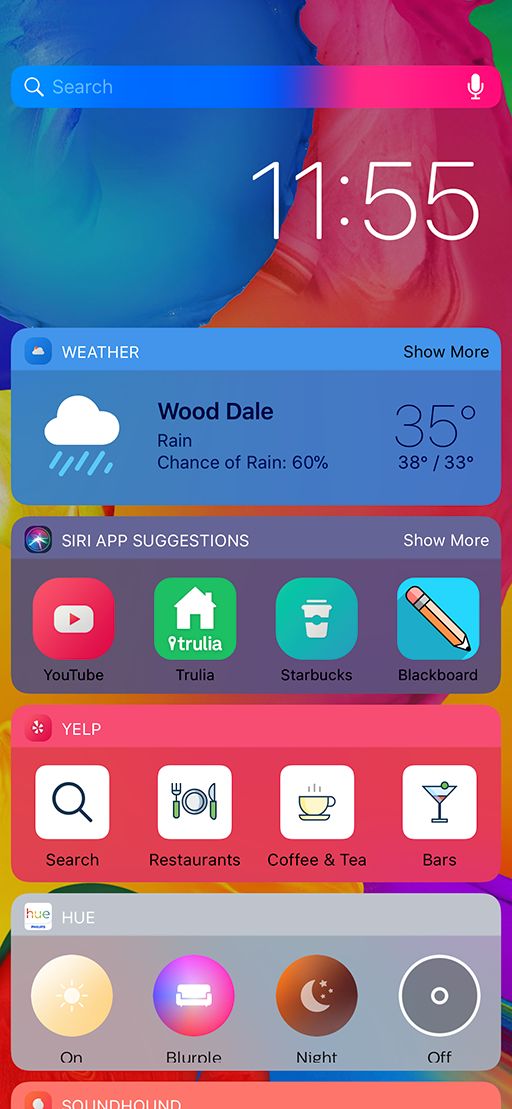 Search
11:55
WEATHER Show More
Wood Dale
Rain
Chance of Rain: 60%
35°
38° / 33°
SIRI APP SUGGESTIONS Show More
trulia
YouTube Trulia Starbucks Blackboard
YELP
Search Restaurants Coffee & Tea Bars
hue
PHILIPS
HUE
On Blurple Night Off
SOUNDHOUND